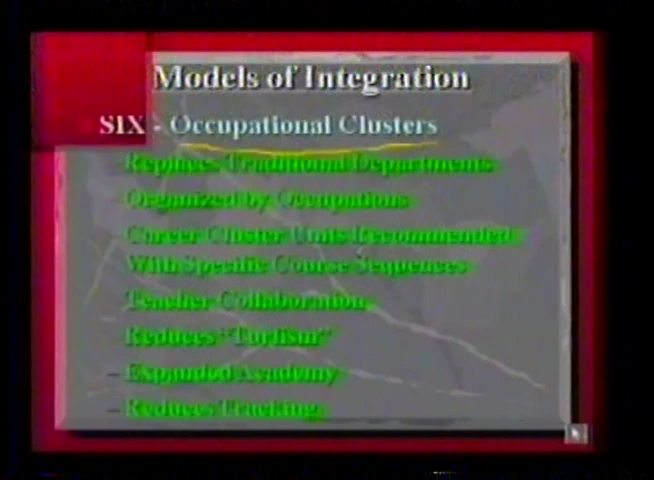 Models of Integration
SIX - Occupational Clusters
Replaces Traditional Departments
Organized by Occupations
Career Cluster Units Recommended
With Specific Course Sequences
Teacher Collaboration
Reduces "Turfism"
– Expanded Academy
– Reduces Tracking